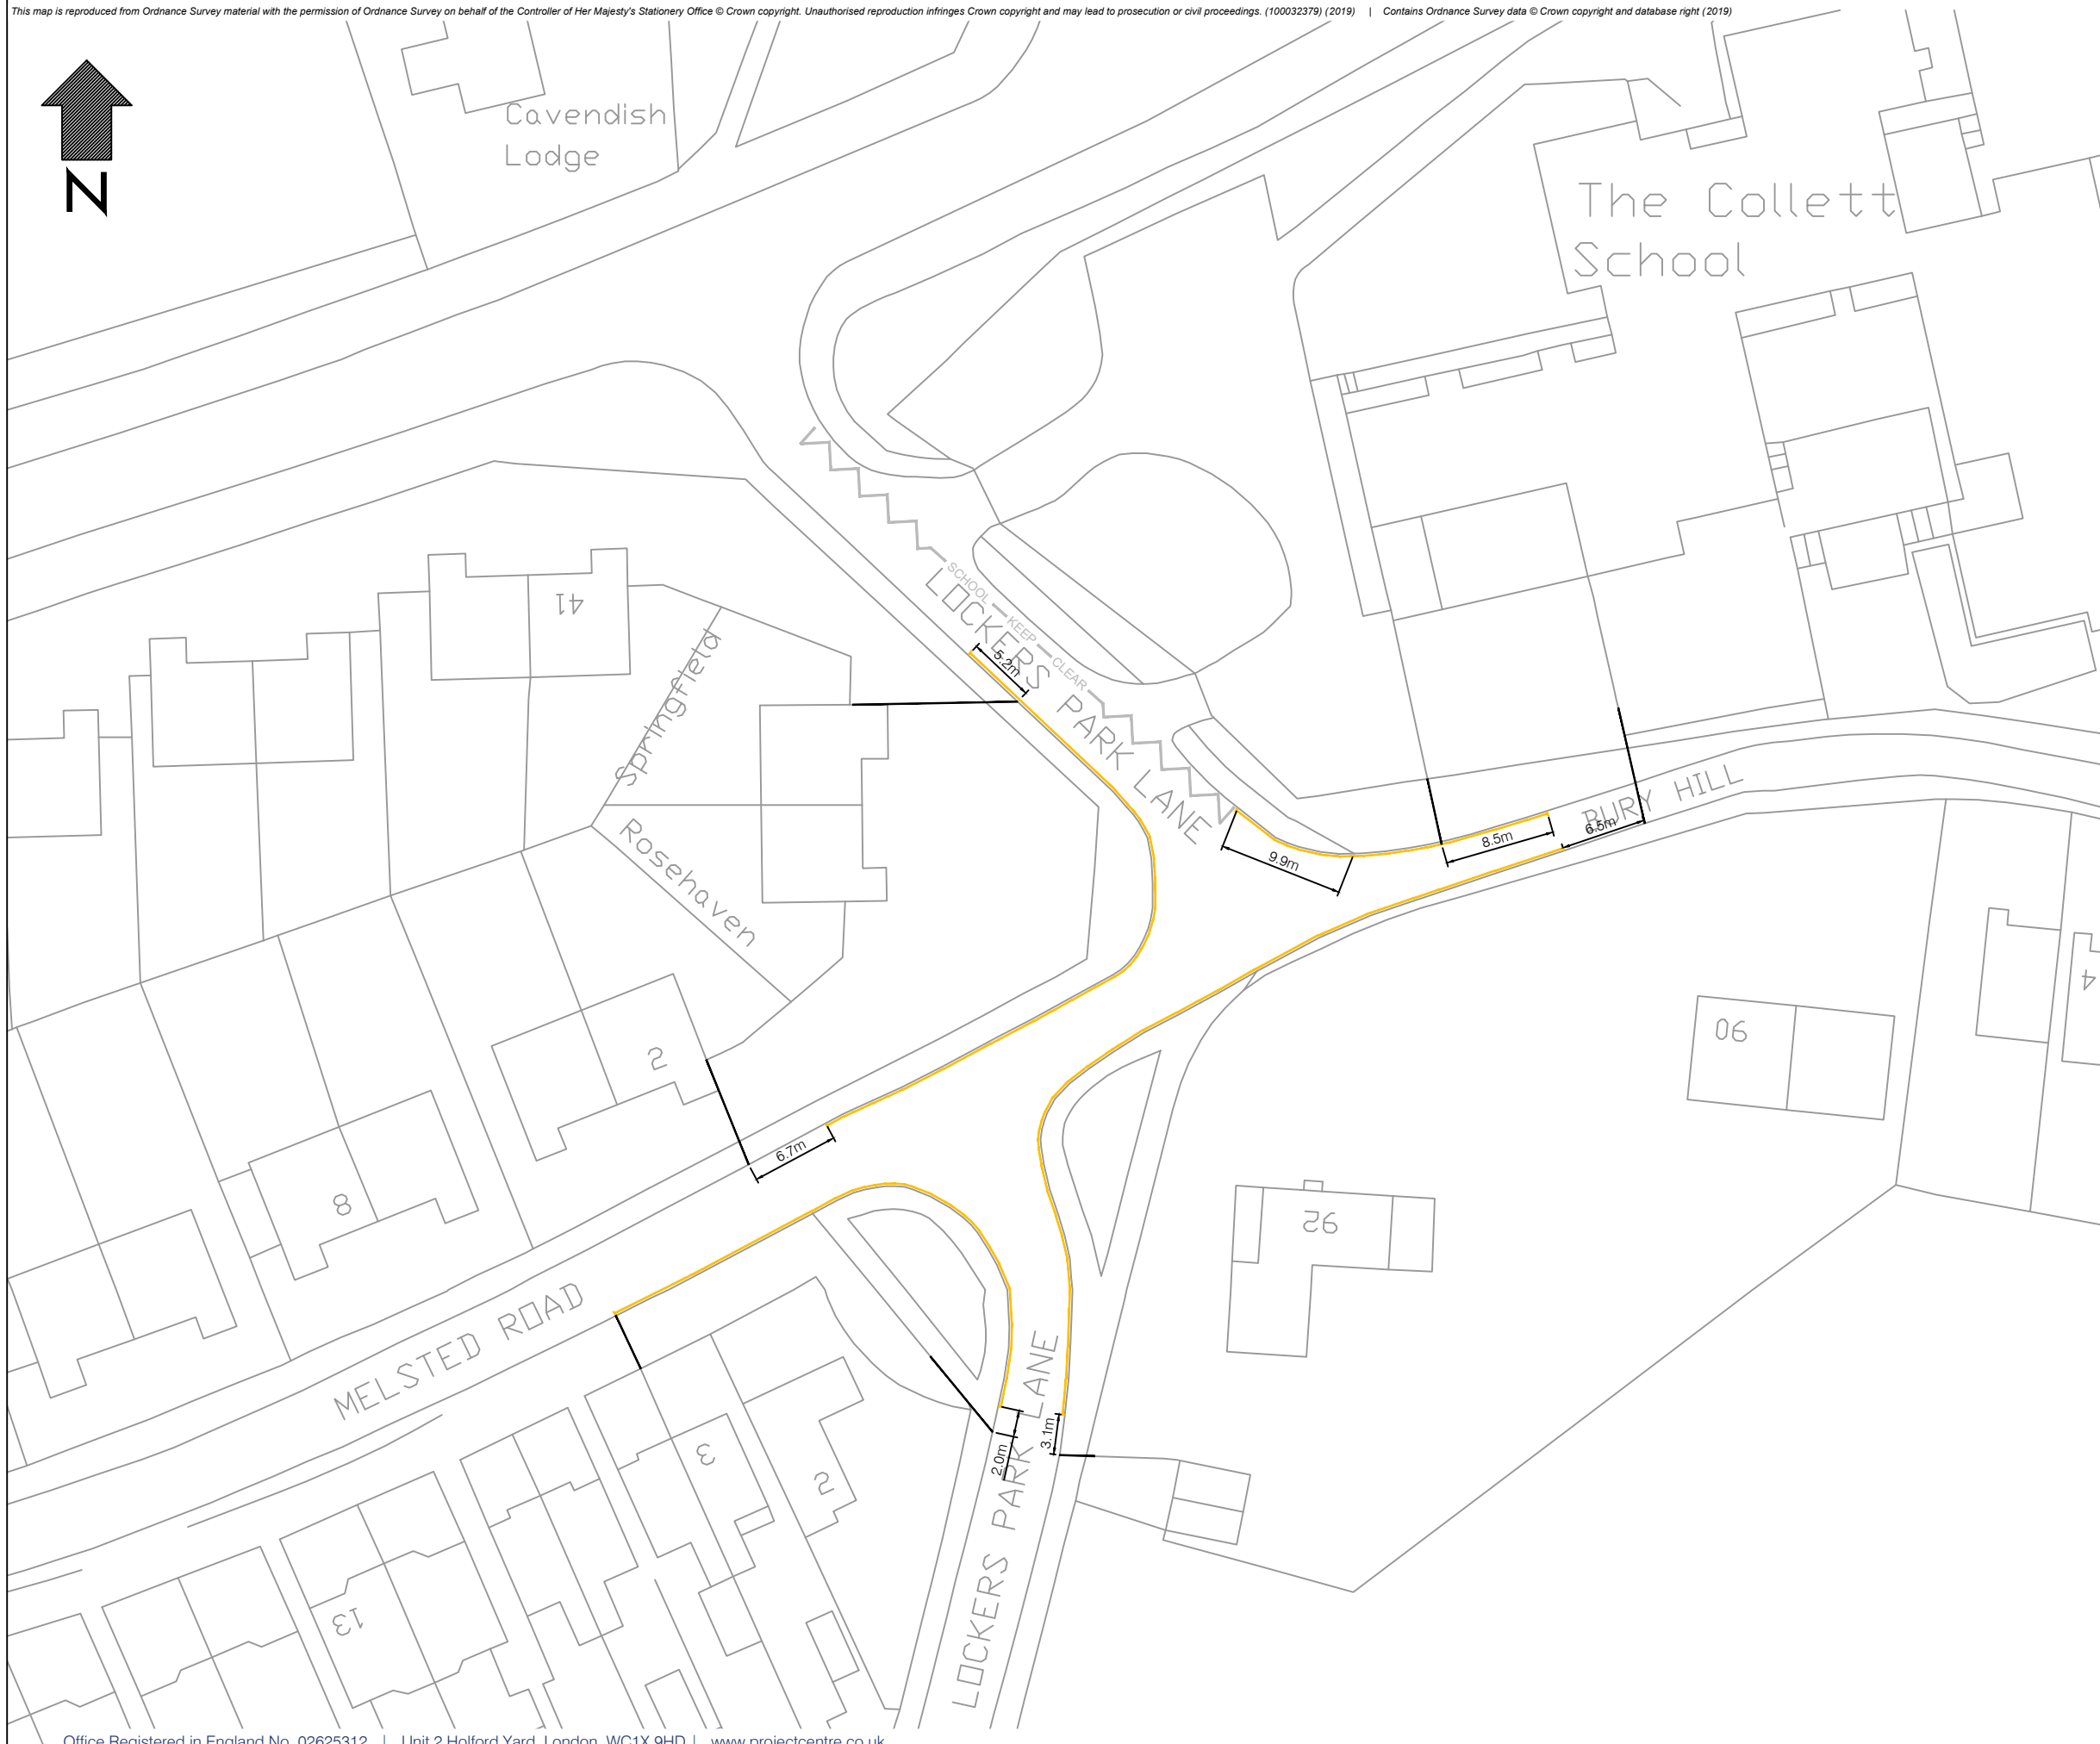 This map is reproduced from Ordnance Survey material with the permission of Ordnance Survey on behalf of the Controller of Her Majesty's Stationery Office © Crown copyright. Unauthorised reproduction infringes Crown copyright and may lead to prosecution or civil proceedings. (100032379) (2019) | Contains Ordnance Survey data © Crown copyright and database right (2019)
N
Cavendish
Lodge
The Collett
School
41
Springfield
Rosehaven
SCHOOL KEEP CLEAR
LOCKERS PARK LANE
5.2m
9.9m
8.5m
6.5m
BURY HILL
2
8
6.7m
90
4
92
MELSTED ROAD
3
2
13
2.0m
3.1m
LOCKERS PARK LANE
Office Registered in England No. 02625312 | Unit 2 Holford Yard, London, WC1X 9HD | www.projectcentre.co.uk